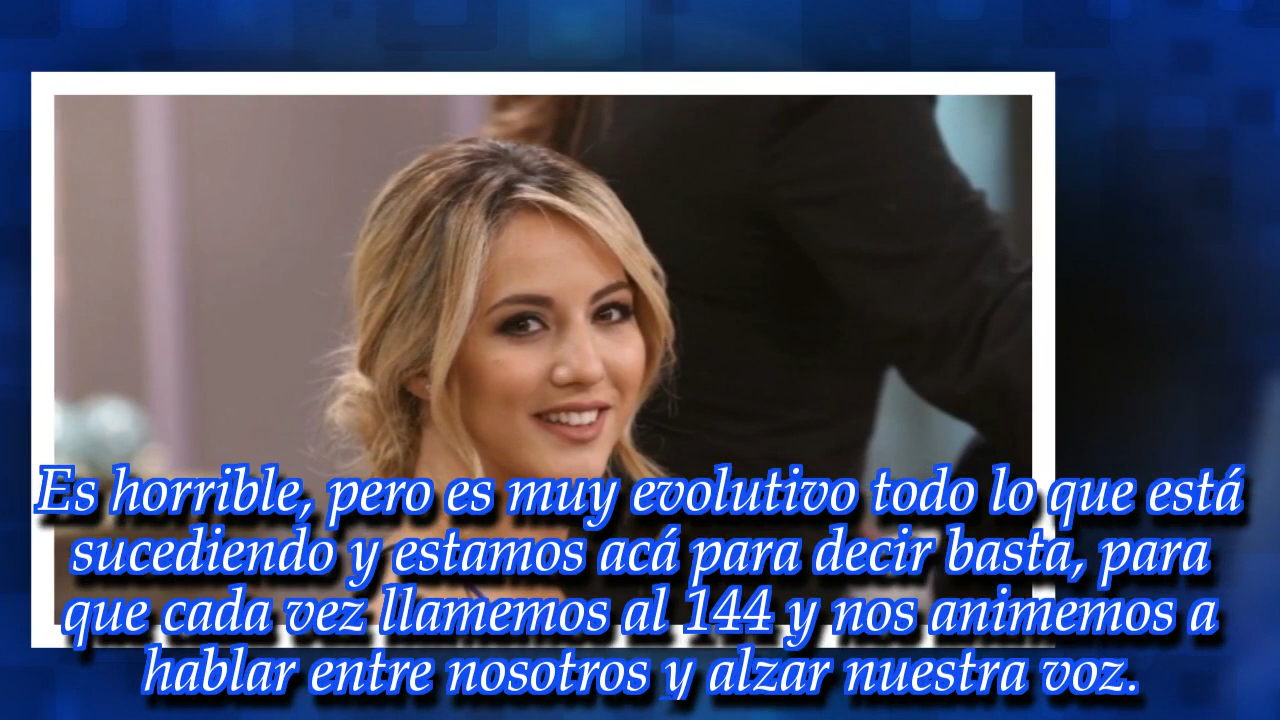 Es horrible, pero es muy evolutivo todo lo que está
sucediendo y estamos acá para decir basta, para
que cada vez llamemos al 144 y nos animemos a
hablar entre nosotros y alzar nuestra voz.